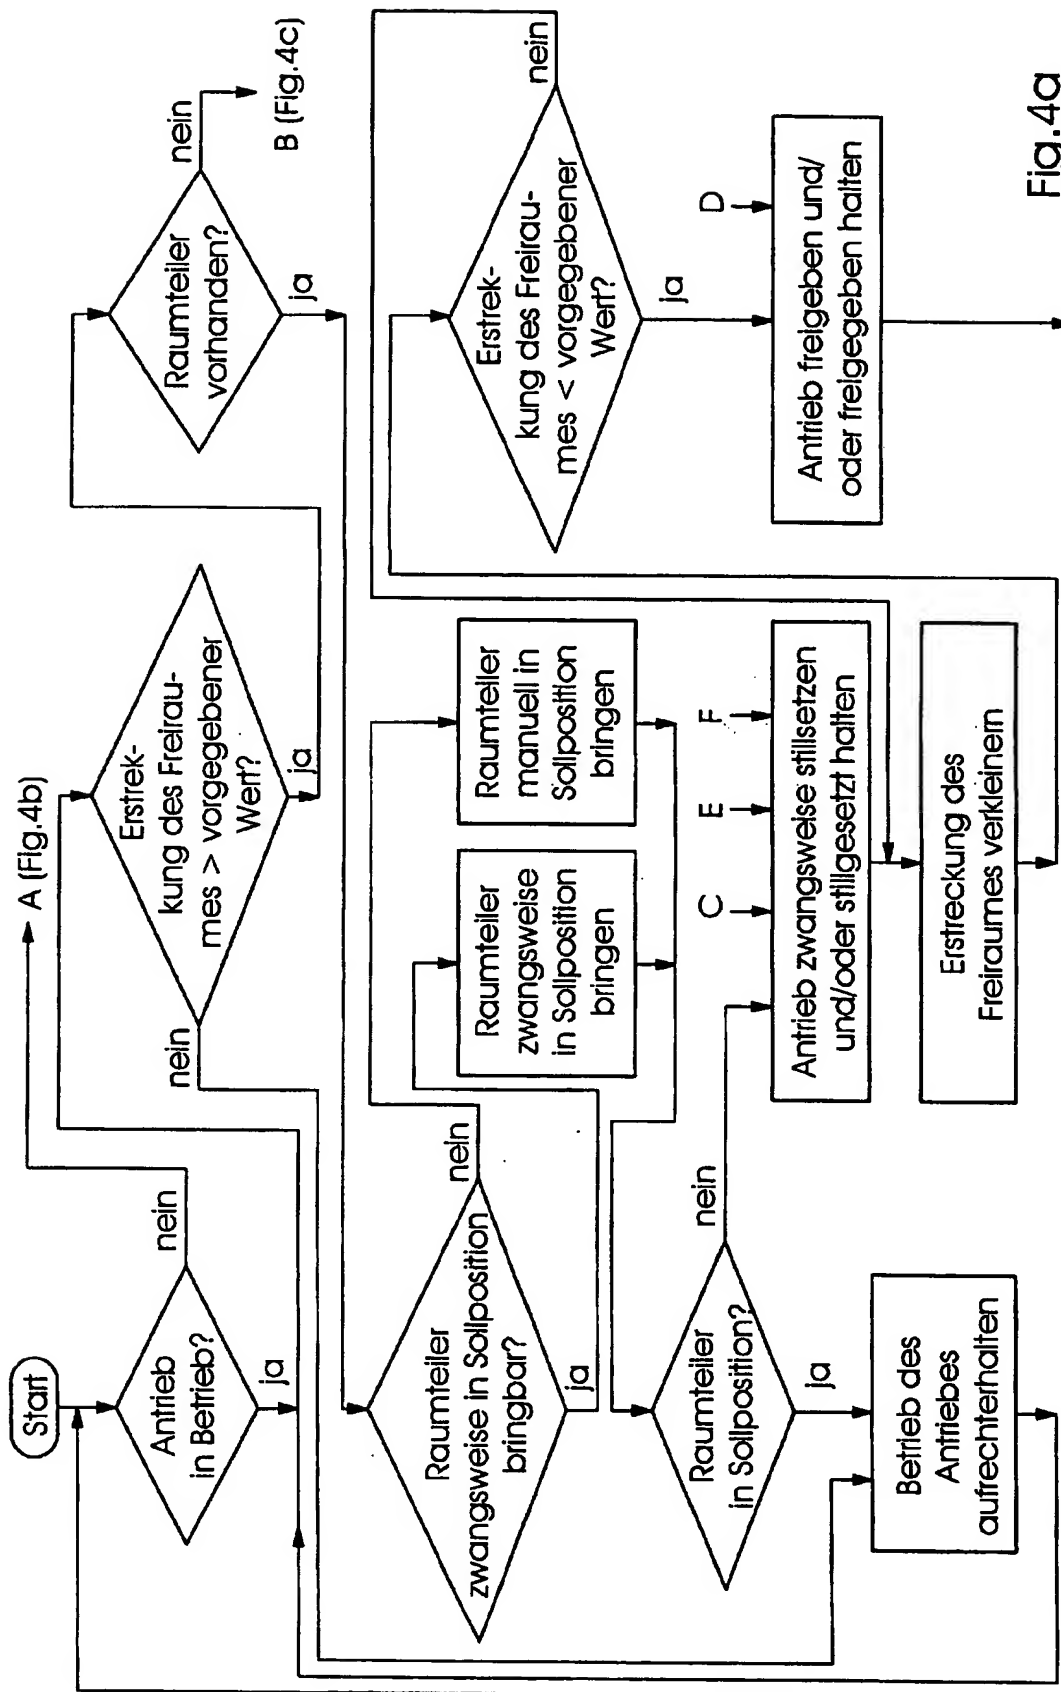 Start
Antrieb
in Betrieb?
nein
ja
A (Fig.4b)
Erstrek-
kung des Freirau-
mes > vorgegebener
Wert?
nein
ja
Raumteiler
vorhanden?
nein
ja
B (Fig.4c)
Raumteiler
zwangsweise in Sollposition
bringbar?
nein
ja
Raumteiler
zwangsweise
in Sollposition
bringen
Raumteiler
manuell in
Sollposition
bringen
Raumteiler
in Sollposition?
nein
ja
Betrieb des
Antriebes
aufrechterhalten
C
E
F
Antrieb zwangsweise stillsetzen
und/oder stillgesetzt halten
Erstreckung des
Freiraumes verkleinern
Erstrek-
kung des Freirau-
mes < vorgegebener
Wert?
nein
ja
D
Antrieb freigeben und/
oder freigegeben halten
Fig.4a